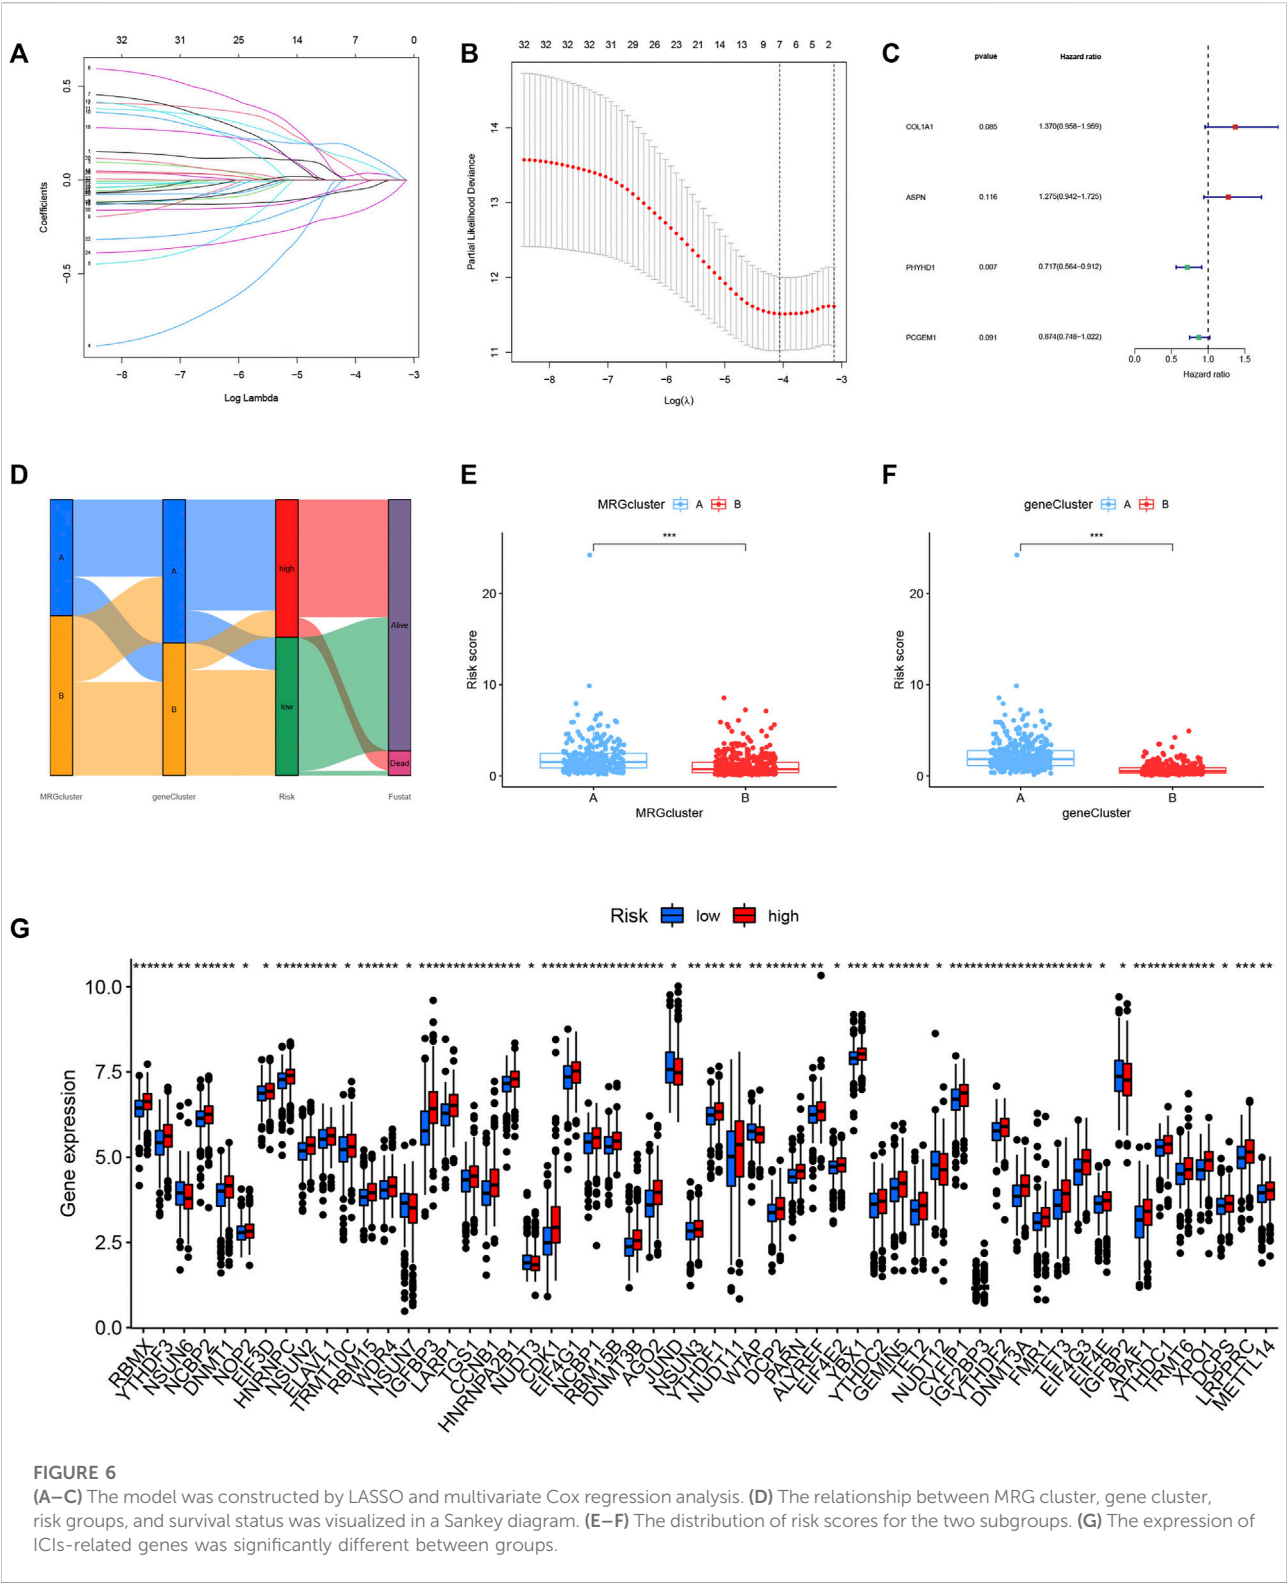 A
32 31 25 14 7 0
0.5
0.0
−0.5
Coefficients
−8 −7 −6 −5 −4 −3
Log Lambda
B
32 32 32 32 31 29 26 23 21 14 13 9 7 6 5 2
14
13
12
11
Partial Likelihood Deviance
−8 −7 −6 −5 −4 −3
Log(λ)
C
pvalue Hazard ratio
COL1A1 0.085 1.370(0.958−1.959)
ASPN 0.116 1.275(0.942−1.725)
PHYHD1 0.007 0.717(0.564−0.912)
PCGEM1 0.091 0.874(0.748−1.022)
0.0 0.5 1.0 1.5
Hazard ratio
D
A
B
A
B
high
low
Alive
Dead
MRGcluster geneCluster Risk Fustat
E
MRGcluster A B
***
20
10
0
Risk score
A B
MRGcluster
F
geneCluster A B
***
20
10
0
Risk score
A B
geneCluster
G
Risk low high
10.0
7.5
5.0
2.5
0.0
Gene expression
RBMX
YTHDF3
NSUN6
NCBP2
DNMT1
NOP2
EIF3D
HNRNPC
NSUN2
ELAVL1
TRMT10C
RBM15
WDR4
NSUN7
IGFBP3
LARP1
TGS1
CCNB1
HNRNPA2B1
NUDT3
CDK1
EIF4G1
NCBP1
RBM15B
DNMT3B
AGO2
JUND
NSUN3
YTHDF1
NUDT11
WTAP
DCP2
PARN
ALYREF
EIF4E2
YBX1
YTHDC2
GEMIN5
TET2
NUDT12
CYFIP1
IGF2BP3
YTHDF2
DNMT3A
FMR1
TET3
EIF4G3
EIF4E
IGFBP2
APAF1
YTHDC1
TRMT6
XPO1
DCPS
LRPPRC
METTL14
FIGURE 6
(A–C) The model was constructed by LASSO and multivariate Cox regression analysis. (D) The relationship between MRG cluster, gene cluster,
risk groups, and survival status was visualized in a Sankey diagram. (E–F) The distribution of risk scores for the two subgroups. (G) The expression of
ICIs-related genes was significantly different between groups.